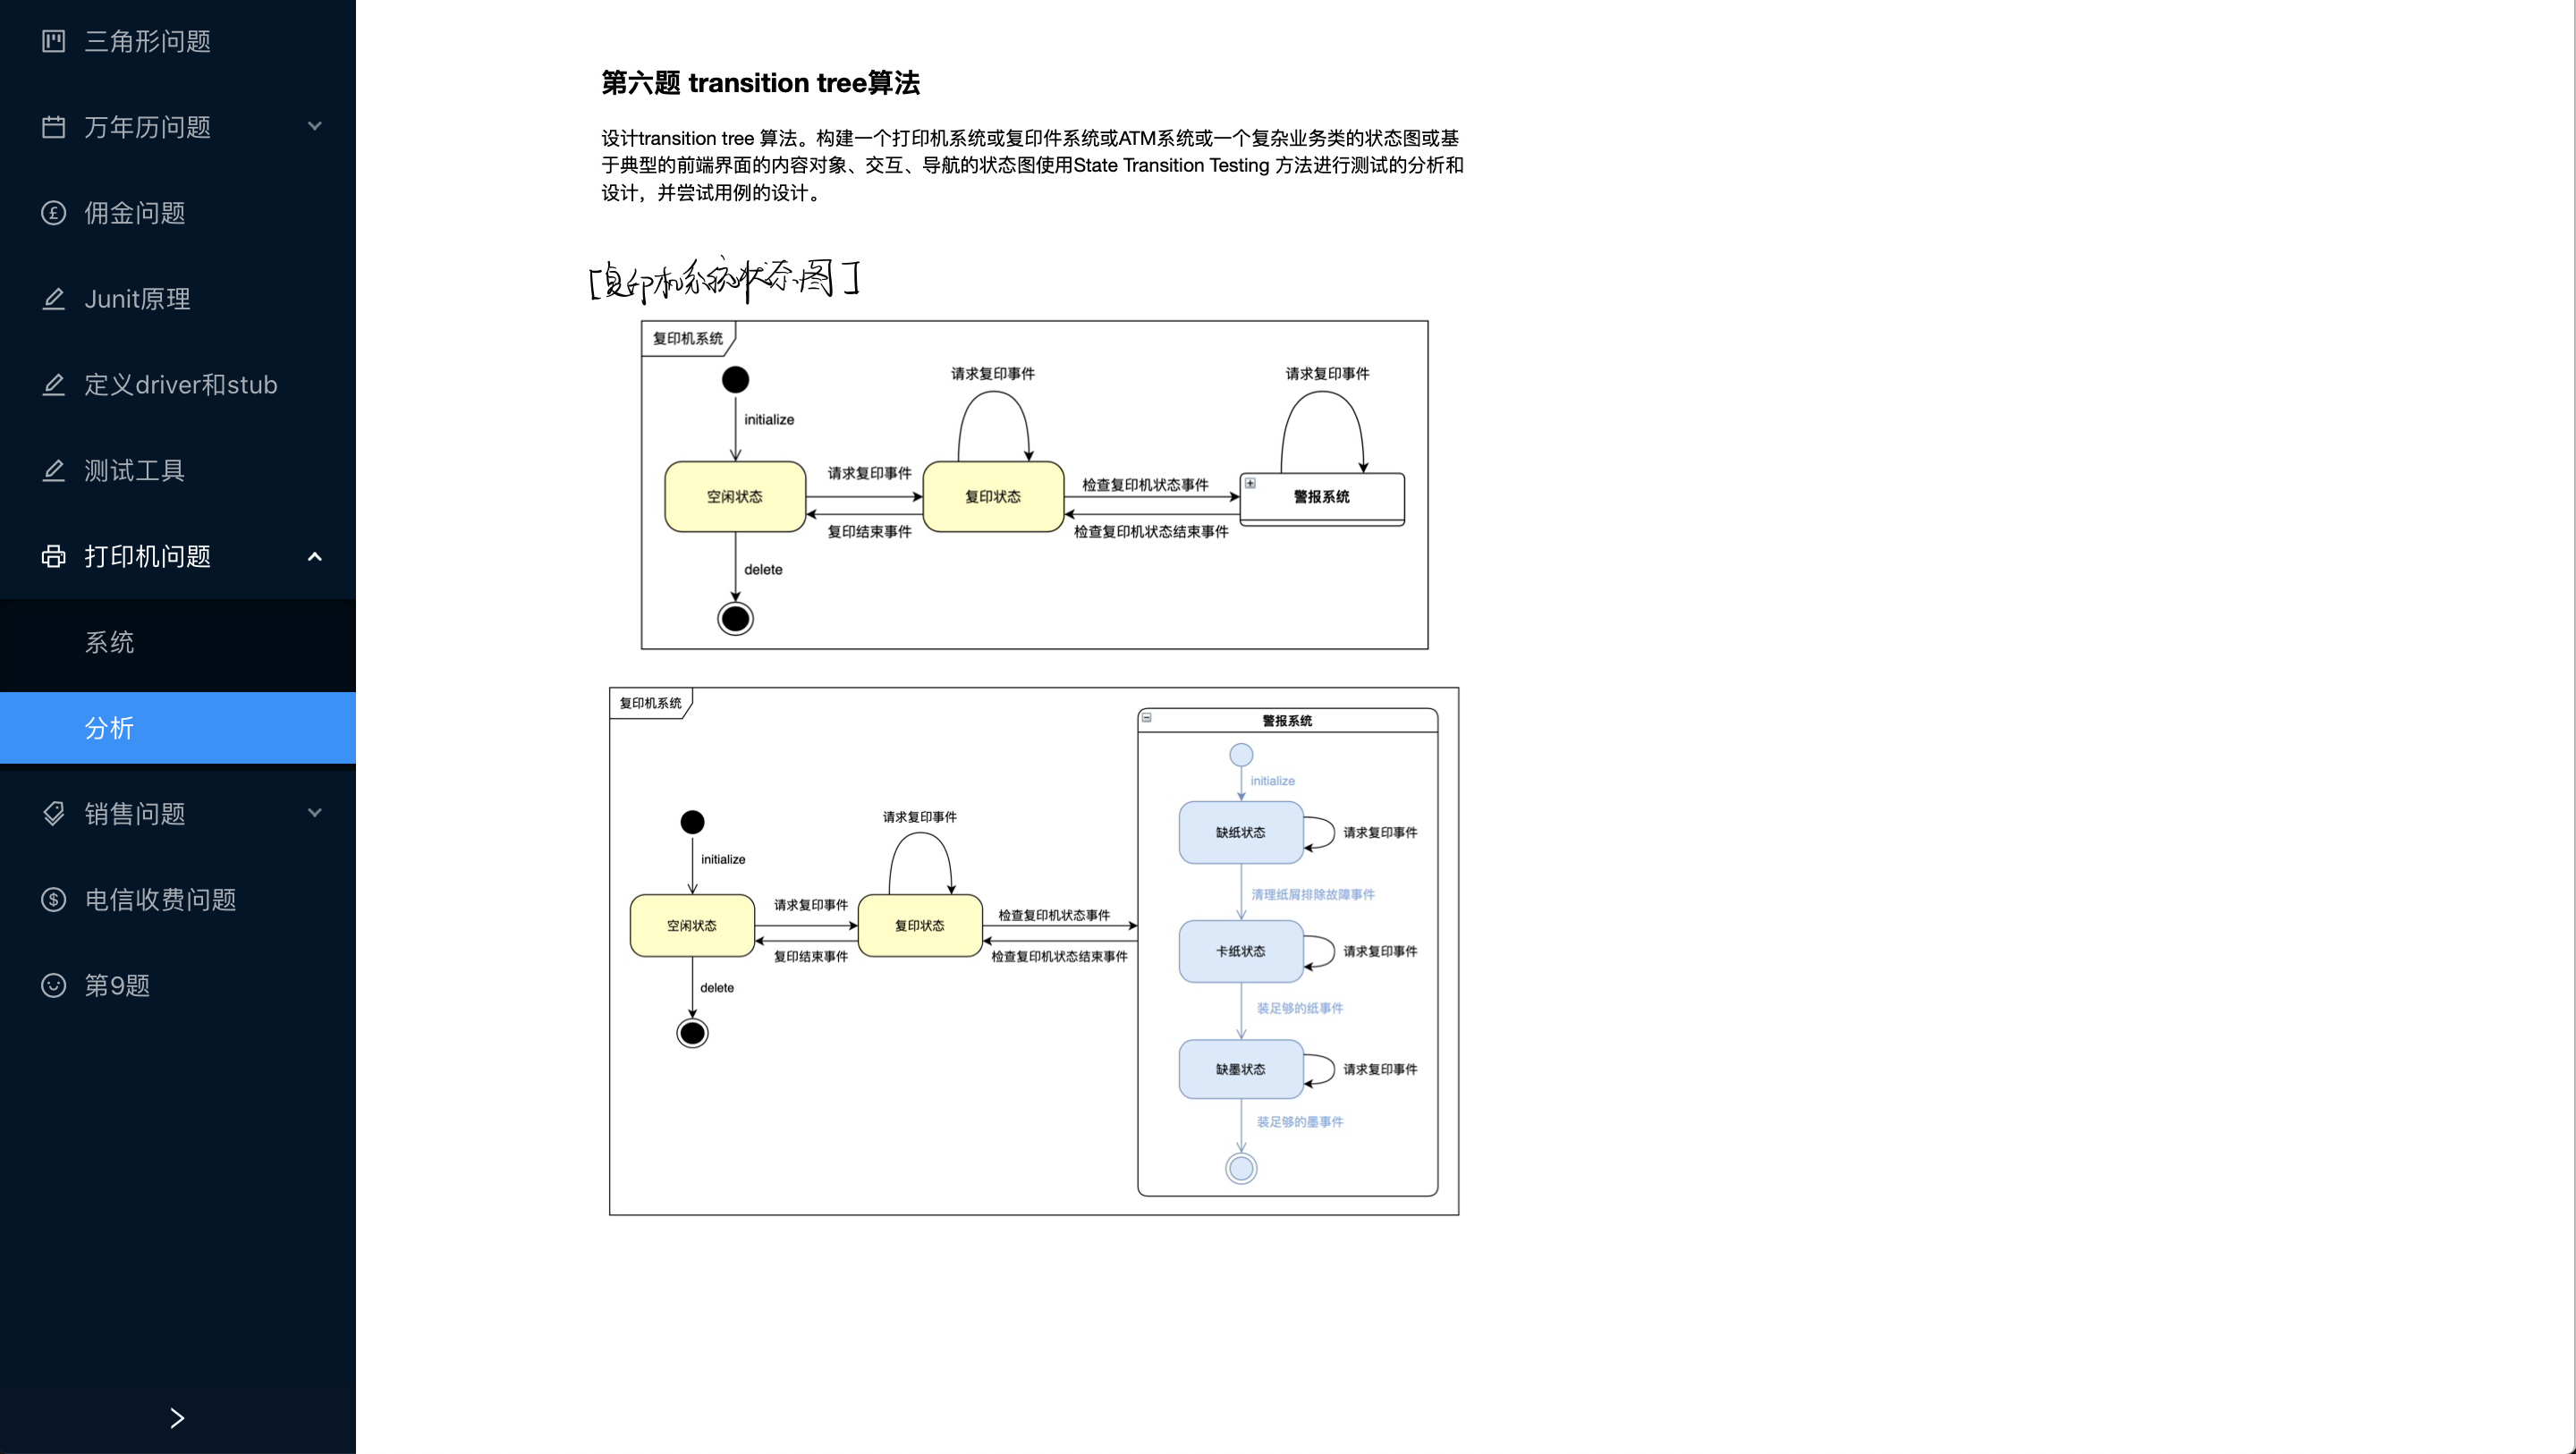 三角形问题
万年历问题
佣金问题
Junit原理
定义driver和stub
测试工具
打印机问题
系统
分析
销售问题
电信收费问题
第9题
第六题 transition tree算法
设计transition tree 算法。构建一个打印机系统或复印件系统或ATM系统或一个复杂业务类的状态图或基
于典型的前端界面的内容对象、交互、导航的状态图使用State Transition Testing 方法进行测试的分析和
设计，并尝试用例的设计。
[复印机系统状态图]
复印机系统
请求复印事件
请求复印事件
initialize
空闲状态
请求复印事件
复印结束事件
复印状态
检查复印机状态事件
检查复印机状态结束事件
警报系统
delete
复印机系统
警报系统
initialize
缺纸状态
请求复印事件
请求复印事件
initialize
清理纸屑排除故障事件
空闲状态
请求复印事件
复印结束事件
复印状态
检查复印机状态事件
检查复印机状态结束事件
卡纸状态
请求复印事件
delete
装足够的纸事件
缺墨状态
请求复印事件
装足够的墨事件